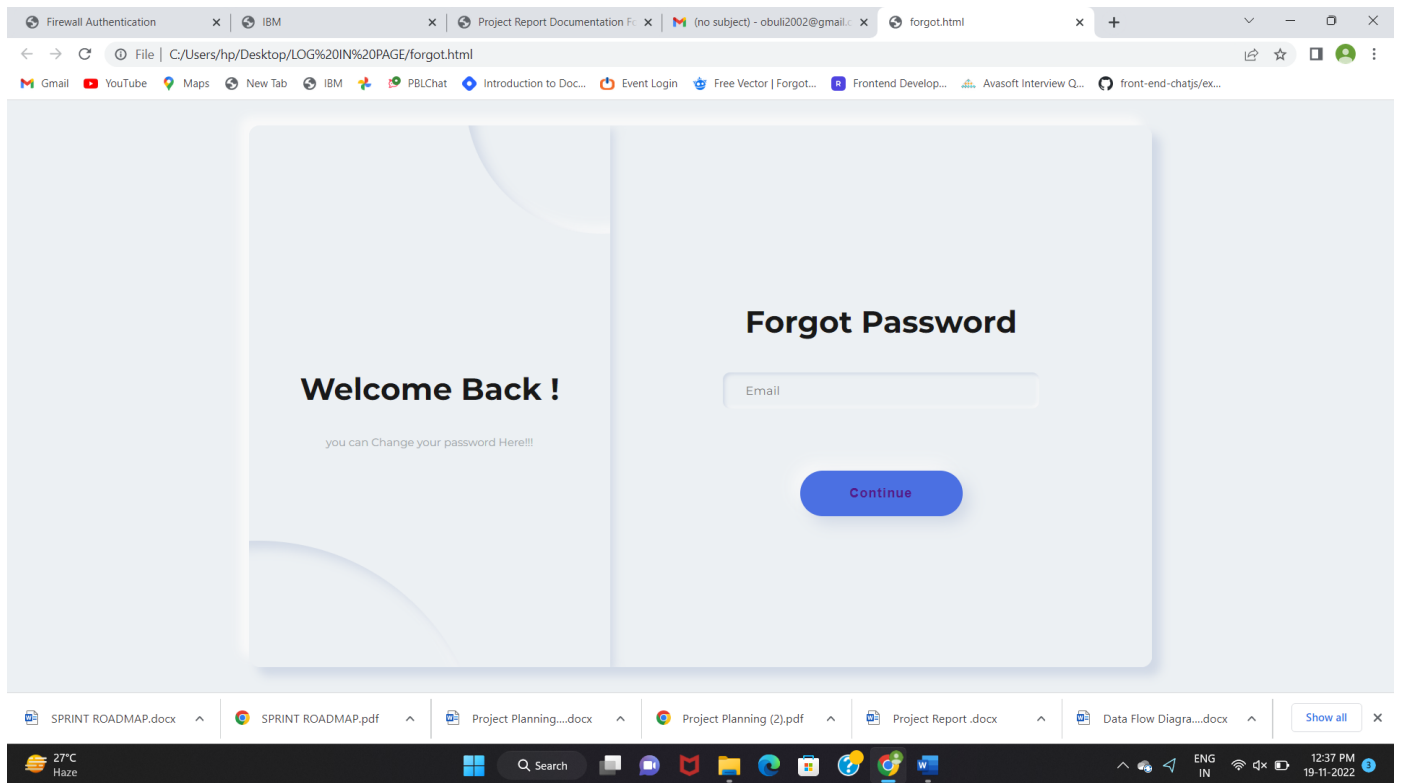 Firewall Authentication
IBM
Project Report Documentation Fo
(no subject) - obuli2002@gmail.c
forgot.html
File | C:/Users/hp/Desktop/LOG%20IN%20PAGE/forgot.html
Gmail YouTube Maps New Tab IBM PBLChat Introduction to Doc... Event Login Free Vector | Forgot... Frontend Develop... Avasoft Interview Q... front-end-chatjs/ex...
Welcome Back !
you can Change your password Here!!!
Forgot Password
Email
Continue
SPRINT ROADMAP.docx
SPRINT ROADMAP.pdf
Project Planning....docx
Project Planning (2).pdf
Project Report .docx
Data Flow Diagra....docx
Show all
27°C
Haze
Search
ENG
IN
12:37 PM
19-11-2022
3